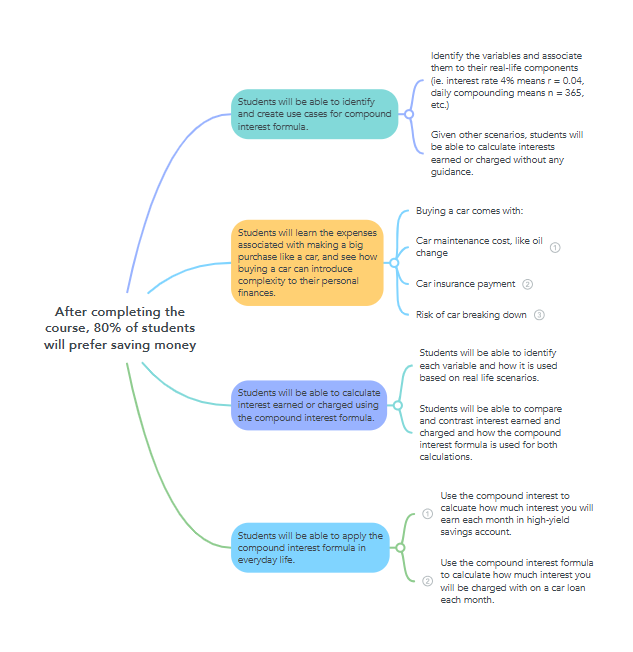 After completing the
course, 80% of students
will prefer saving money
Students will be able to identify
and create use cases for compound
interest formula.
Identify the variables and associate
them to their real-life components
(ie. interest rate 4% means r = 0.04,
daily compounding means n = 365,
etc.)
Given other scenarios, students will
be able to calculate interests
earned or charged without any
guidance.
Students will learn the expenses
associated with making a big
purchase like a car, and see how
buying a car can introduce
complexity to their personal
finances.
Buying a car comes with:
Car maintenance cost, like oil
change
1
Car insurance payment 2
Risk of car breaking down 3
Students will be able to calculate
interest earned or charged using
the compound interest formula.
Students will be able to identify
each variable and how it is used
based on real life scenarios.
Students will be able to compare
and contrast interest earned and
charged and how the compound
interest formula is used for both
calculations.
Students will be able to apply the
compound interest formula in
everyday life.
1
Use the compound interest to
calcuate how much interest you will
earn each month in high-yield
savings account.
2
Use the compound interest formula
to calculate how much interest you
will be charged with on a car loan
each month.